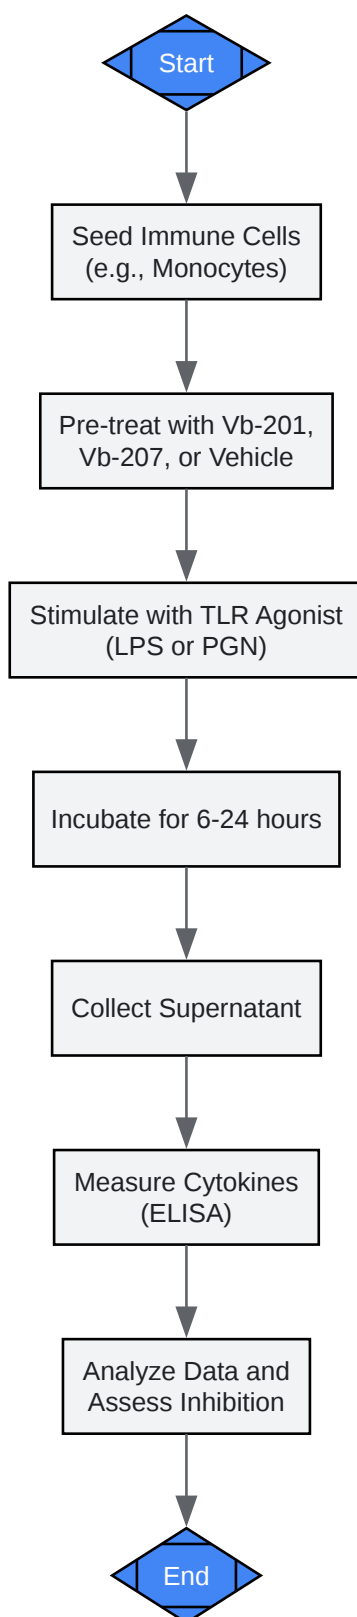 Start
Seed Immune Cells
(e.g., Monocytes)
Pre-treat with Vb-201,
Vb-207, or Vehicle
Stimulate with TLR Agonist
(LPS or PGN)
Incubate for 6-24 hours
Collect Supernatant
Measure Cytokines
(ELISA)
Analyze Data and
Assess Inhibition
End